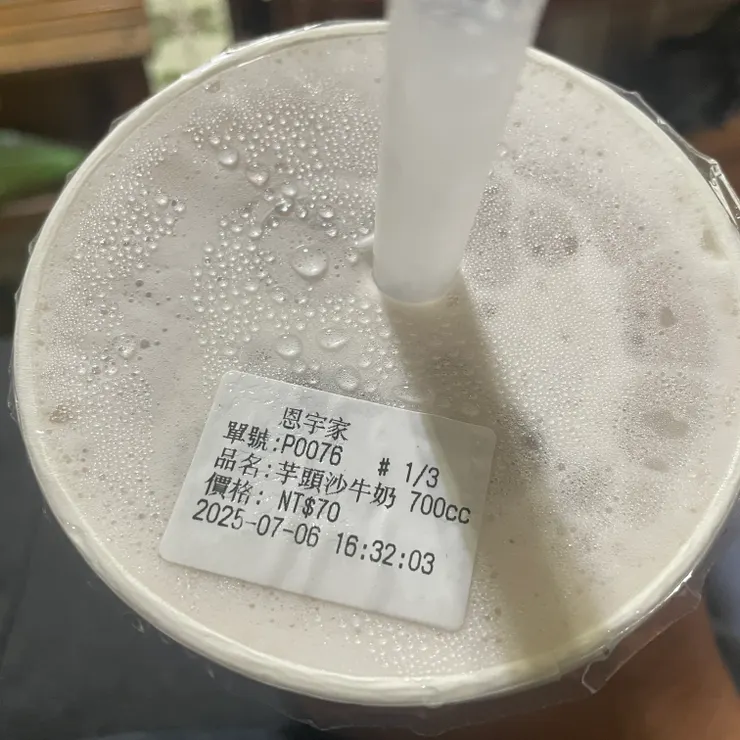 恩宇家
單號:P0076 # 1/3
品名:芋頭沙牛奶 700cc
價格: NT$70
2025-07-06 16:32:03